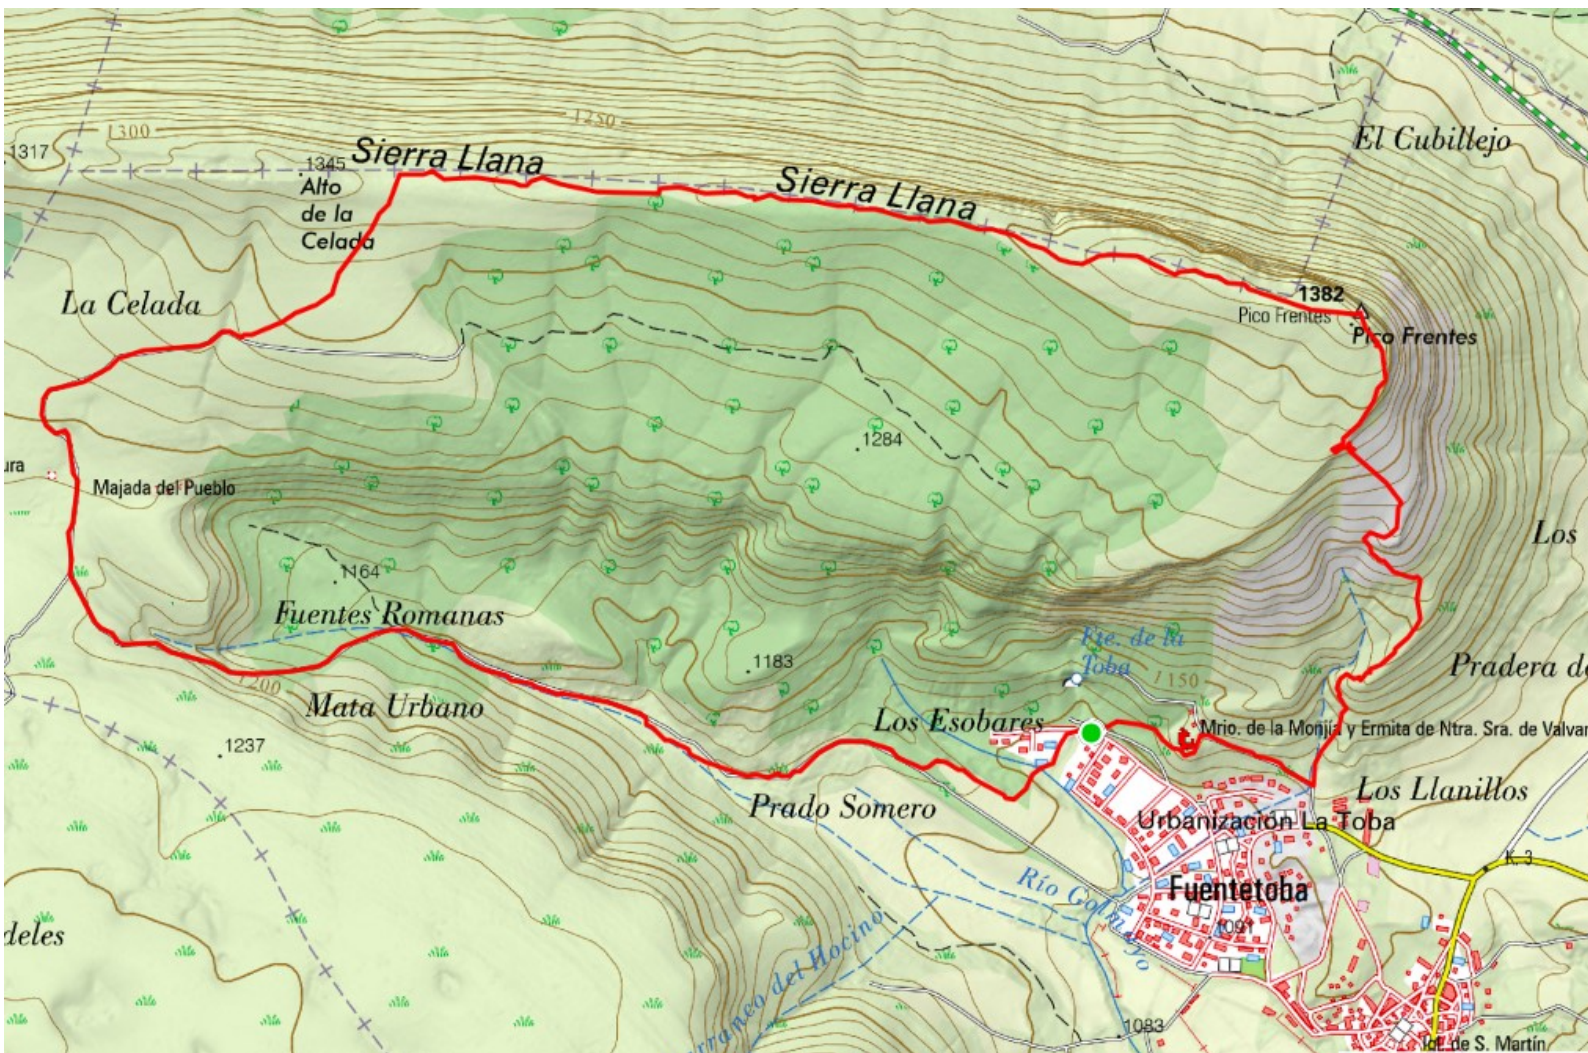 1300
1250
El Cubillejo
1317
1345
Sierra Llana
Alto
de la
Celada
Sierra Llana
La Celada
1382
Pico Frentes
Pico Frentes
1284
ura
Majada del Pueblo
Los
1164
Fuentes Romanas
Fte. de la
Toba
1183
1150
Pradera de
1200
Mata Urbano
Los Esobares
Mrio. de la Monjía y Ermita de Ntra. Sra. de Valvan
1237
Prado Somero
Los Llanillos
Urbanización La Toba
K. 3
Río Golmayo
Fuentetoba
1091
deles
Barranco del Hocino
1083
Igl. de S. Martín